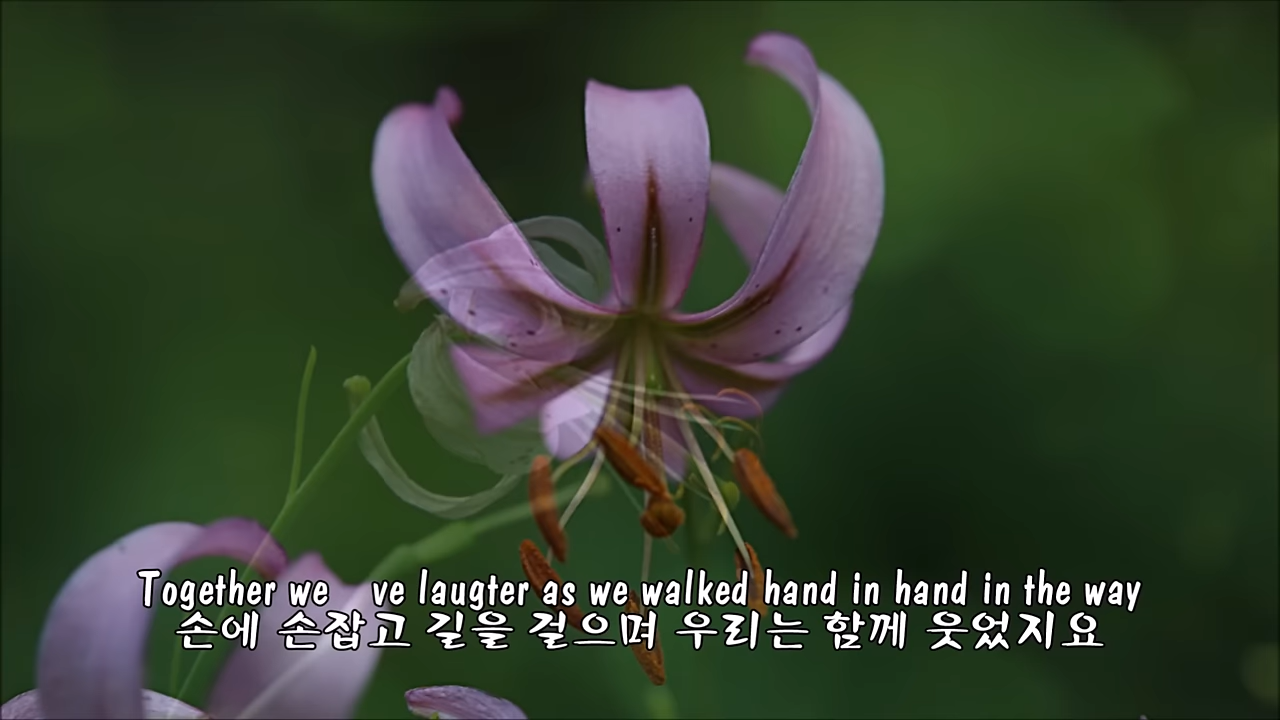 Together we ve laugter as we walked hand in hand in the way
손에 손잡고 길을 걸으며 우리는 함께 웃었지요